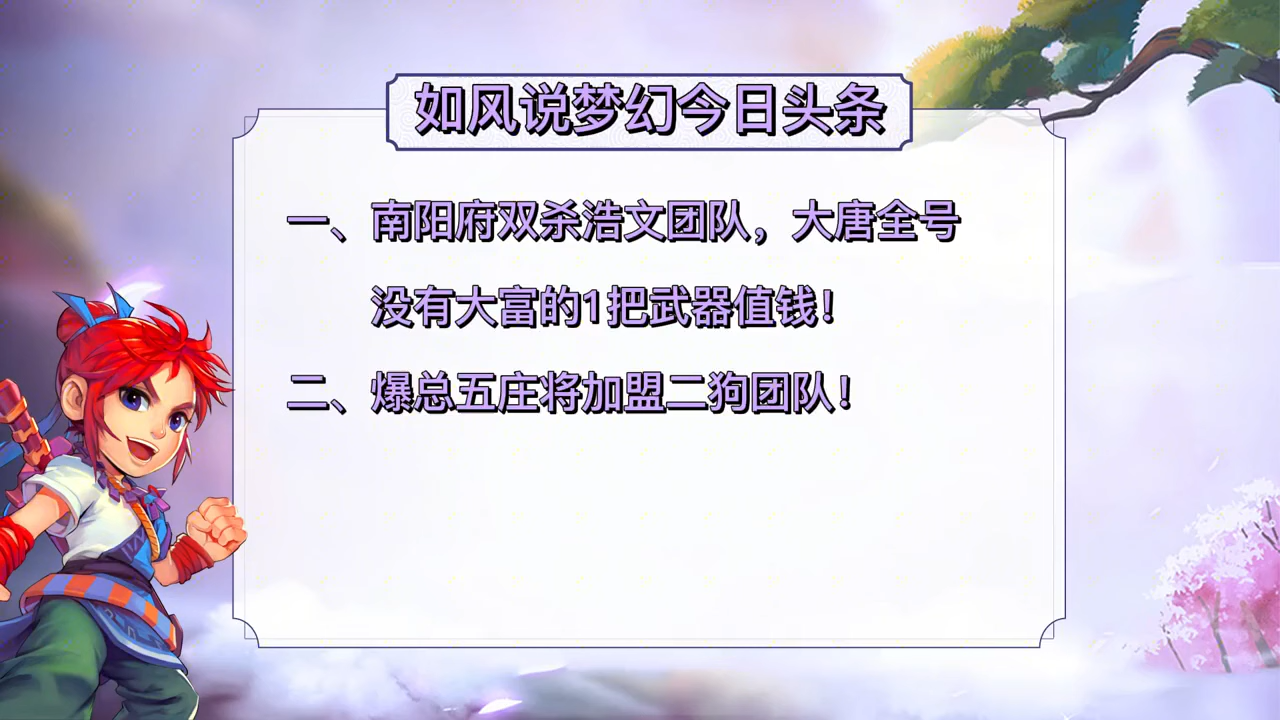 如风说梦幻今日头条
一、南阳府双杀浩文团队，大唐全号
没有大富的1把武器值钱！
二、爆总五庄将加盟二狗团队！